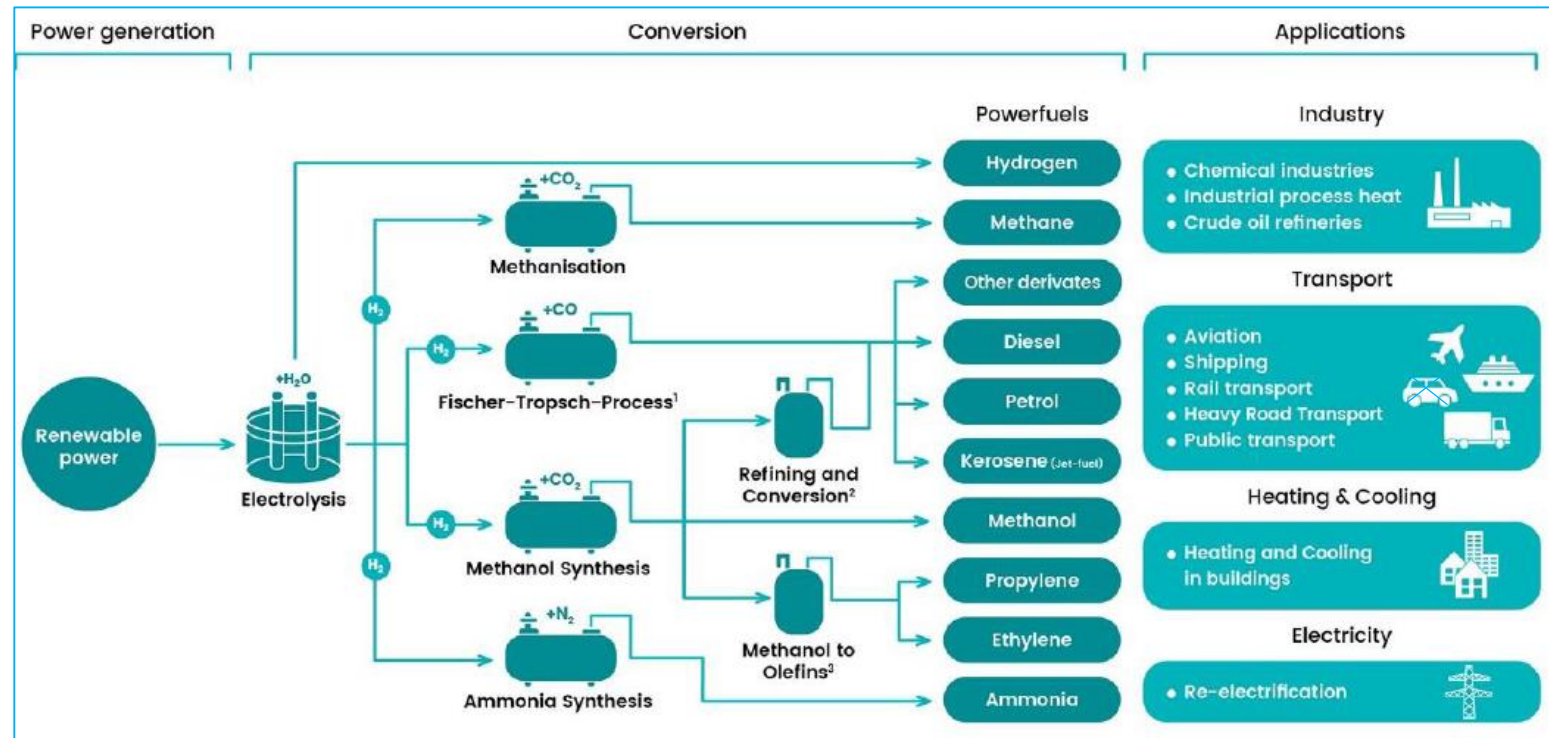 Power generation
Conversion
Applications
Powerfuels
Industry
Hydrogen
Methane
Other derivates
Diesel
Petrol
Kerosene (Jet-fuel)
Methanol
Propylene
Ethylene
Ammonia
Renewable
power
+H₂O
Electrolysis
H₂
H₂
H₂
H₂
+CO₂
Methanisation
+CO
Fischer-Tropsch-Process¹
+CO₂
Methanol Synthesis
+N₂
Ammonia Synthesis
Refining and
Conversion²
Methanol to
Olefins³
• Chemical industries
• Industrial process heat
• Crude oil refineries
Transport
• Aviation
• Shipping
• Rail transport
• Heavy Road Transport
• Public transport
Heating & Cooling
• Heating and Cooling
in buildings
Electricity
• Re-electrification